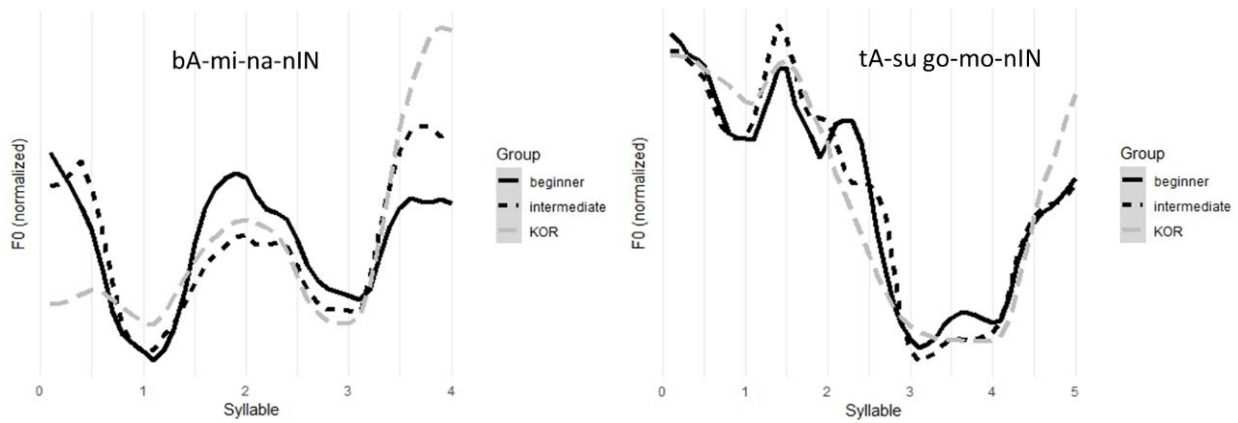 bA-mi-na-nIN
F0 (normalized)
Group
beginner
intermediate
KOR
0 1 2 3 4
Syllable
tA-su go-mo-nIN
F0 (normalized)
Group
beginner
intermediate
KOR
0 1 2 3 4 5
Syllable